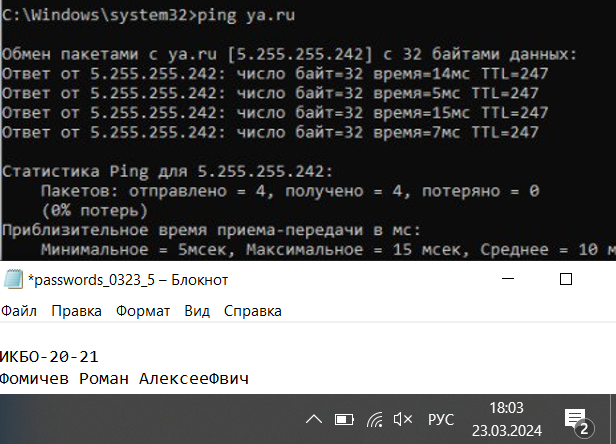 C:\Windows\system32>ping ya.ru
Обмен пакетами с ya.ru [5.255.255.242] с 32 байтами данных:
Ответ от 5.255.255.242: число байт=32 время=14мс TTL=247
Ответ от 5.255.255.242: число байт=32 время=5мс TTL=247
Ответ от 5.255.255.242: число байт=32 время=15мс TTL=247
Ответ от 5.255.255.242: число байт=32 время=7мс TTL=247
Статистика Ping для 5.255.255.242:
Пакетов: отправлено = 4, получено = 4, потеряно = 0
(0% потерь)
Приблизительное время приема-передачи в мс:
Минимальное = 5мсек, Максимальное = 15 мсек, Среднее = 10 м
*passwords_0323_5 – Блокнот
Файл Правка Формат Вид Справка
ИКБО-20-21
Фомичев Роман АлексееФвич
РУС 18:03
23.03.2024 2